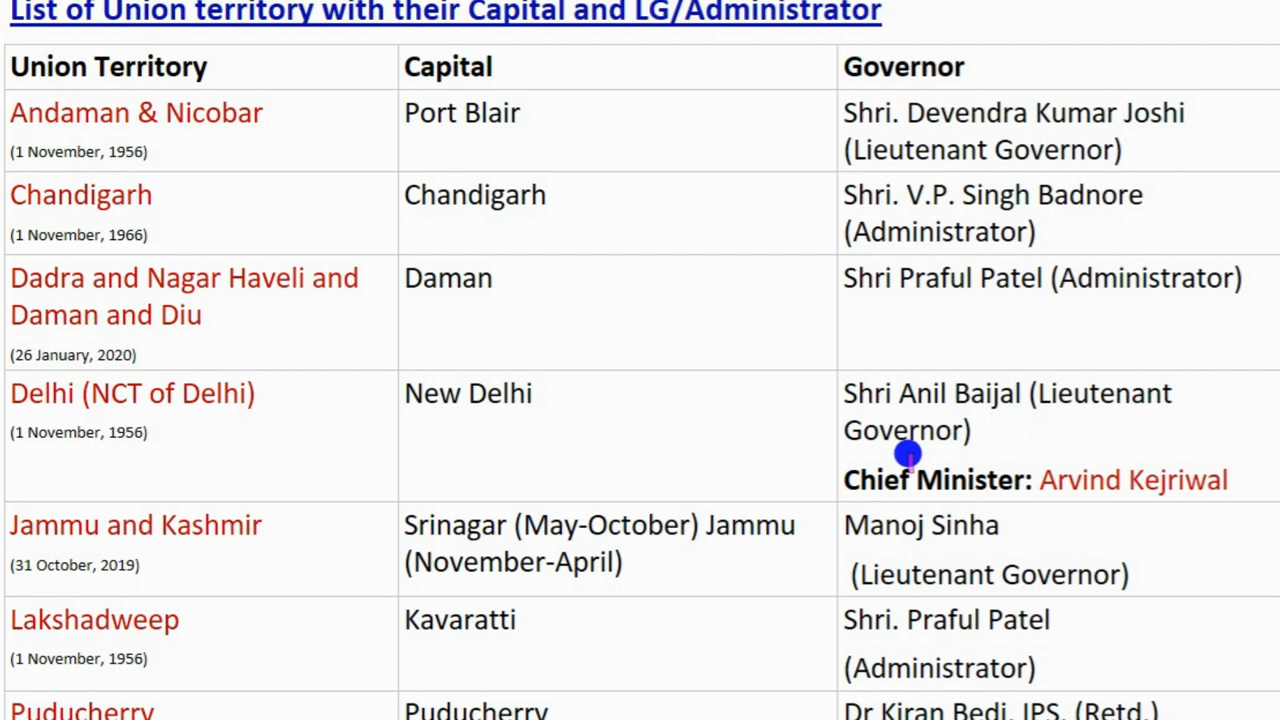 List of Union territory with their Capital and LG/Administrator
Union Territory
Capital
Governor
Andaman & Nicobar
(1 November, 1956)
Port Blair
Shri. Devendra Kumar Joshi
(Lieutenant Governor)
Chandigarh
(1 November, 1966)
Chandigarh
Shri. V.P. Singh Badnore
(Administrator)
Dadra and Nagar Haveli and
Daman and Diu
(26 January, 2020)
Daman
Shri Praful Patel (Administrator)
Delhi (NCT of Delhi)
(1 November, 1956)
New Delhi
Shri Anil Baijal (Lieutenant
Governor)
Chief Minister: Arvind Kejriwal
Jammu and Kashmir
(31 October, 2019)
Srinagar (May-October) Jammu
(November-April)
Manoj Sinha
(Lieutenant Governor)
Lakshadweep
(1 November, 1956)
Kavaratti
Shri. Praful Patel
(Administrator)
Puducherry
Puducherry
Dr Kiran Bedi, IPS, (Retd.)